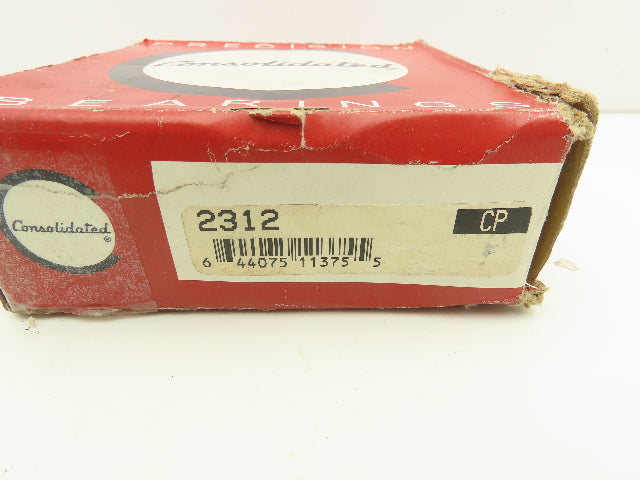 PRECISION
Consolidated
BEARINGS
Consolidated®
2312
CP
6 44075 11375 5